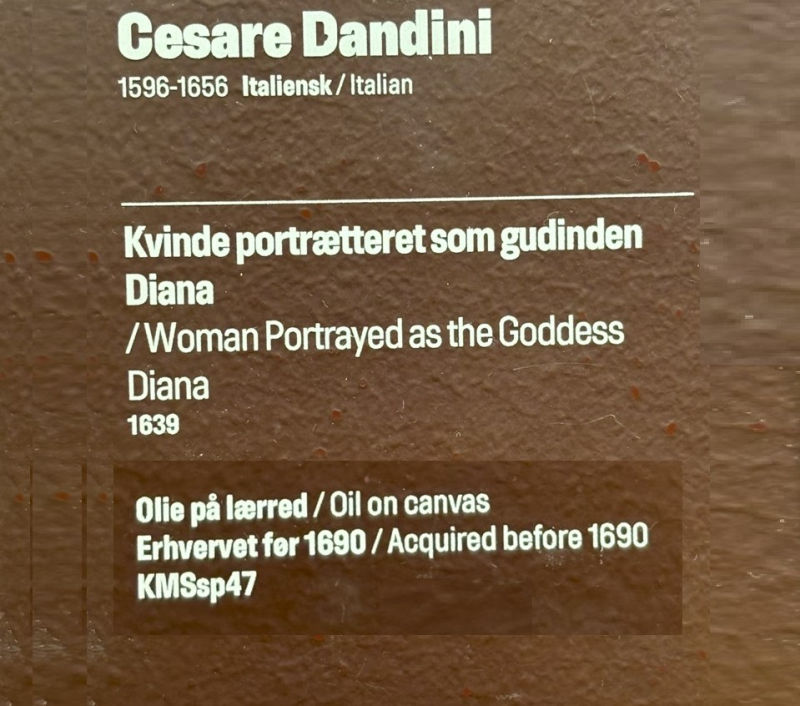 Cesare Dandini
1596-1656 Italiensk / Italian
Kvinde portrætteret som gudinden
Diana
/ Woman Portrayed as the Goddess
Diana
1639
Olie på lærred / Oil on canvas
Erhvervet før 1690 / Acquired before 1690
KMSsp47